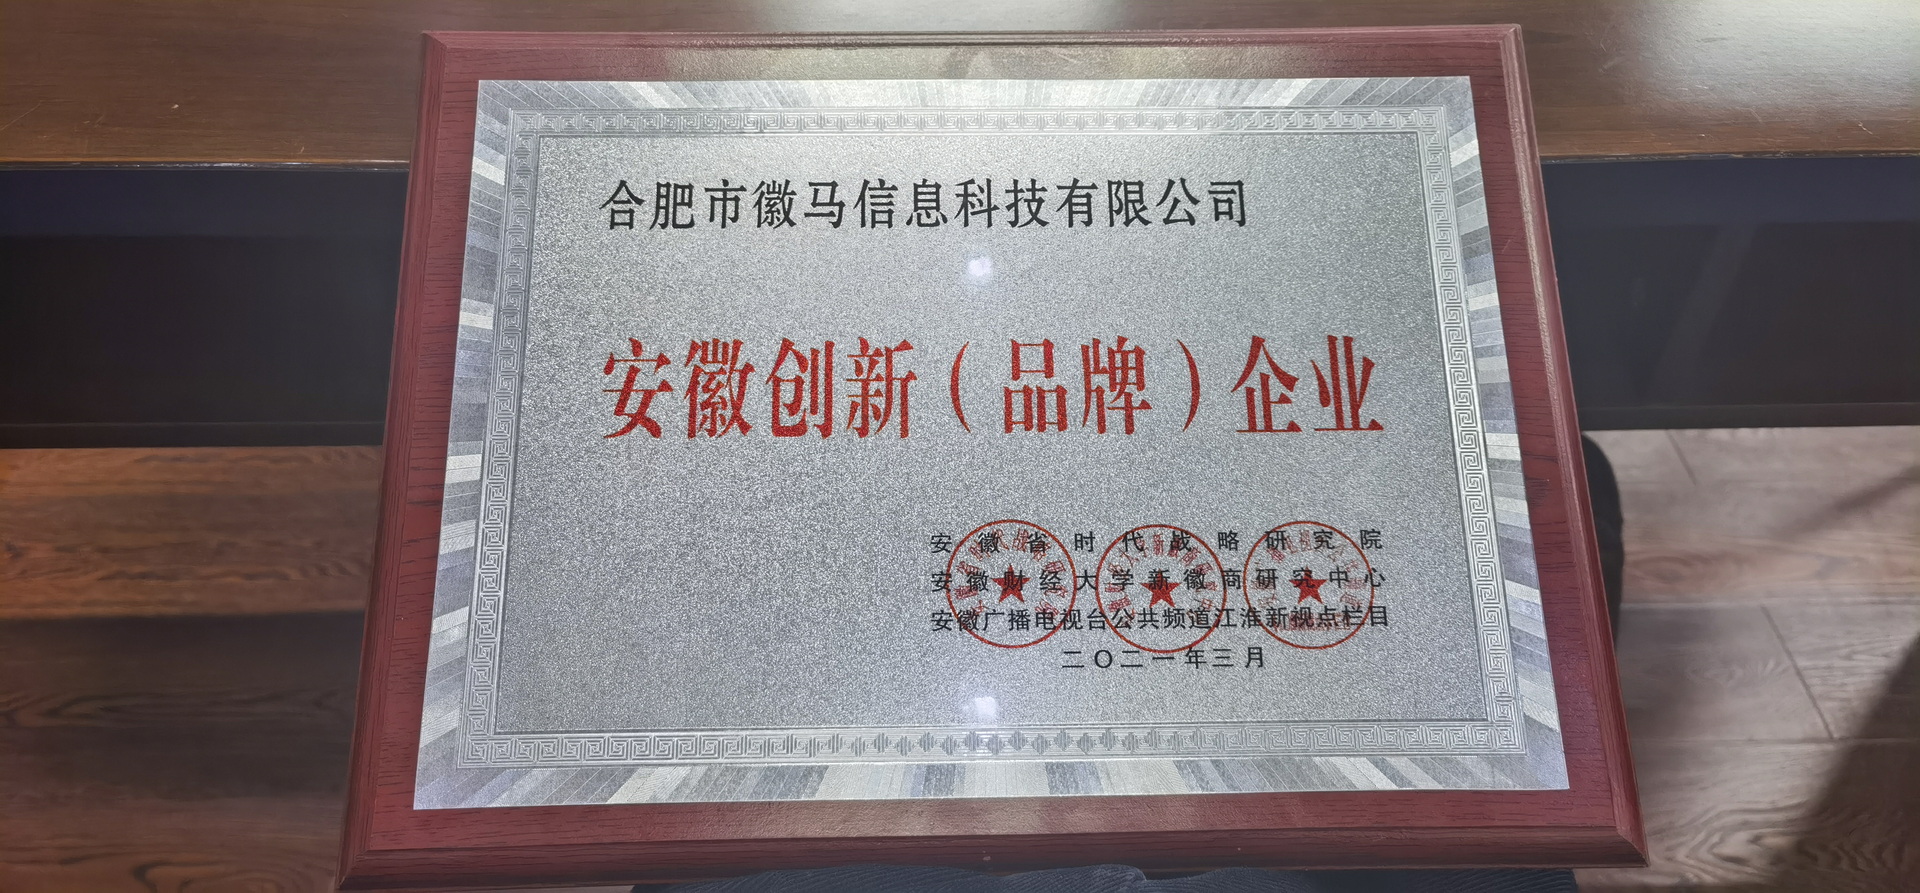 合肥市徽马信息科技有限公司
安徽创新（品牌）企业
安徽省时代战略研究院
安徽财经大学新徽商研究中心
安徽广播电视台公共频道江淮新视点栏目
二〇二一年三月